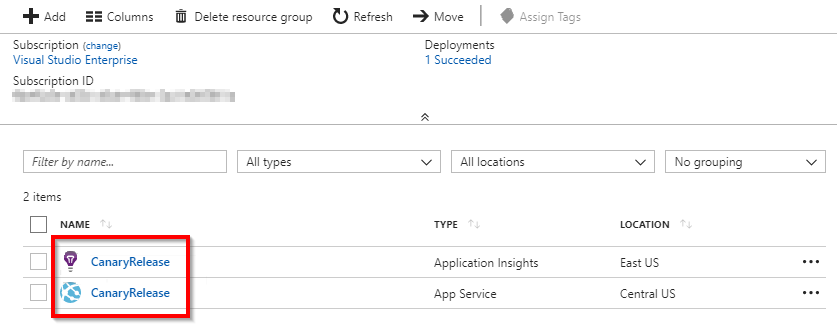 Add Columns Delete resource group Refresh Move Assign Tags
Subscription (change) Deployments
Visual Studio Enterprise 1 Succeeded
Subscription ID
Filter by name... All types All locations No grouping
2 items
NAME TYPE LOCATION
CanaryRelease Application Insights East US
CanaryRelease App Service Central US